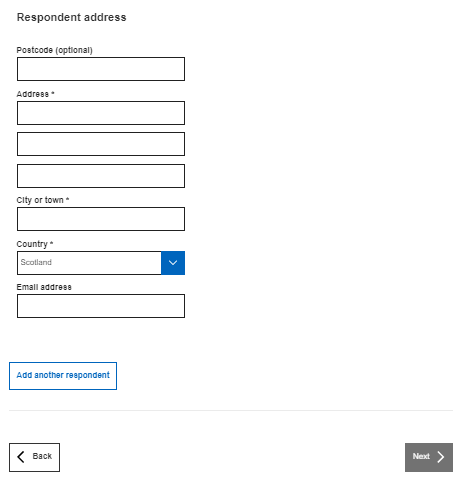 Respondent address
Postcode (optional)
Address *
City or town *
Country *
Scotland
Email address
Add another respondent
Back
Next